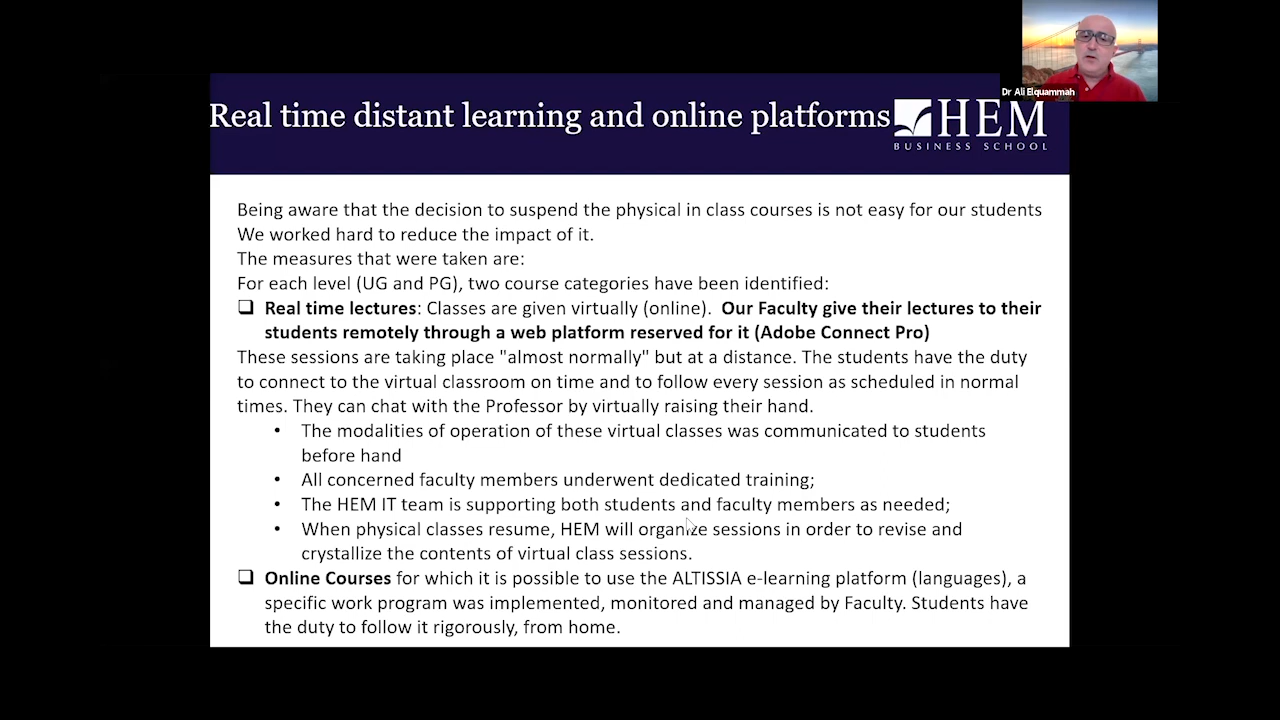 Dr Ali Elquammah
Real time distant learning and online platforms
HEM
BUSINESS SCHOOL
Being aware that the decision to suspend the physical in class courses is not easy for our students
We worked hard to reduce the impact of it.
The measures that were taken are:
For each level (UG and PG), two course categories have been identified:
❑ Real time lectures: Classes are given virtually (online). Our Faculty give their lectures to their
students remotely through a web platform reserved for it (Adobe Connect Pro)
These sessions are taking place "almost normally" but at a distance. The students have the duty
to connect to the virtual classroom on time and to follow every session as scheduled in normal
times. They can chat with the Professor by virtually raising their hand.
• The modalities of operation of these virtual classes was communicated to students
before hand
• All concerned faculty members underwent dedicated training;
• The HEM IT team is supporting both students and faculty members as needed;
• When physical classes resume, HEM will organize sessions in order to revise and
crystallize the contents of virtual class sessions.
❑ Online Courses for which it is possible to use the ALTISSIA e-learning platform (languages), a
specific work program was implemented, monitored and managed by Faculty. Students have
the duty to follow it rigorously, from home.